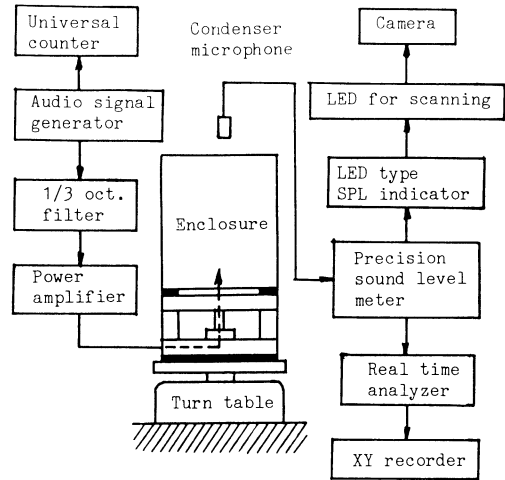 Universal
counter
Audio signal
generator
1/3 oct.
filter
Power
amplifier
Condenser
microphone
Enclosure
Turn table
Camera
LED for scanning
LED type
SPL indicator
Precision
sound level
meter
Real time
analyzer
XY recorder